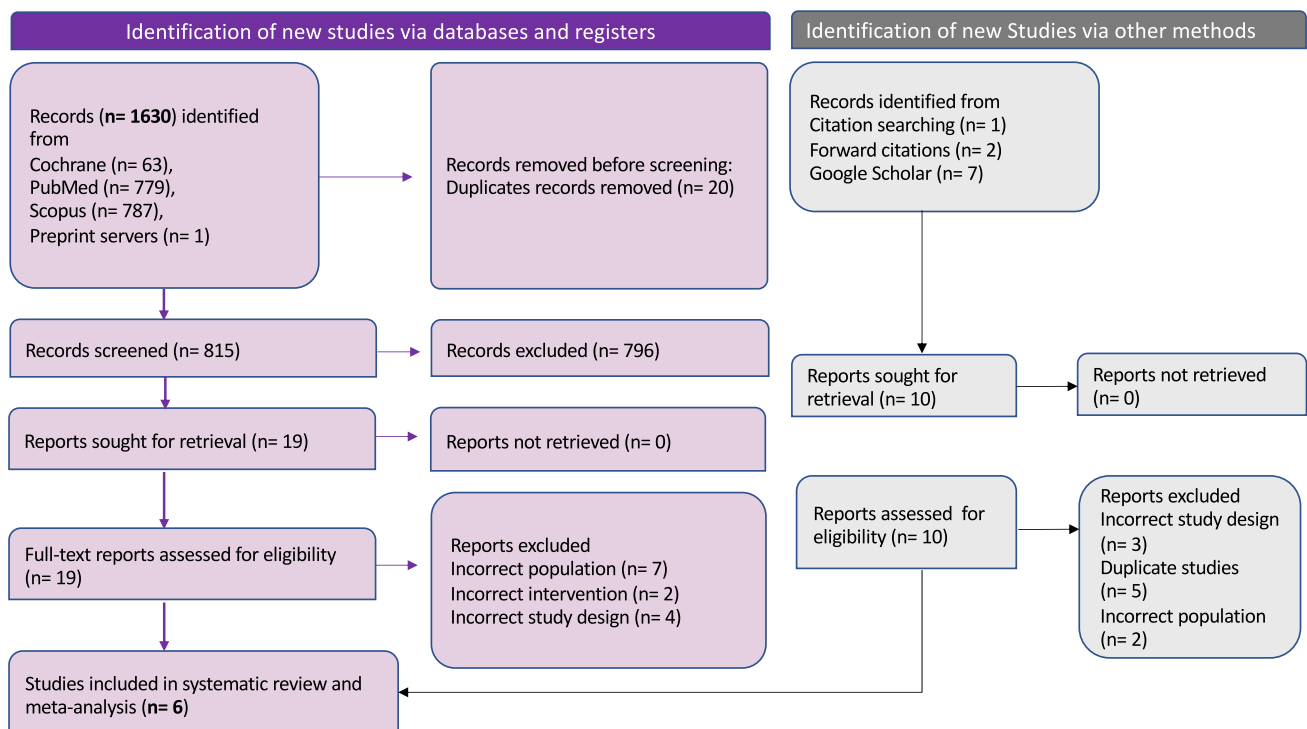 Identification of new studies via databases and registers
Records (n= 1630) identified
from
Cochrane (n= 63),
PubMed (n= 779),
Scopus (n= 787),
Preprint servers (n= 1)
Records removed before screening:
Duplicates records removed (n= 20)
Records screened (n= 815)
Records excluded (n= 796)
Reports sought for retrieval (n= 19)
Reports not retrieved (n= 0)
Full-text reports assessed for eligibility
(n= 19)
Reports excluded
Incorrect population (n= 7)
Incorrect intervention (n= 2)
Incorrect study design (n= 4)
Studies included in systematic review and
meta-analysis (n= 6)
Identification of new Studies via other methods
Records identified from
Citation searching (n= 1)
Forward citations (n= 2)
Google Scholar (n= 7)
Reports sought for
retrieval (n= 10)
Reports not retrieved
(n= 0)
Reports assessed for
eligibility (n= 10)
Reports excluded
Incorrect study design
(n= 3)
Duplicate studies
(n= 5)
Incorrect population
(n= 2)